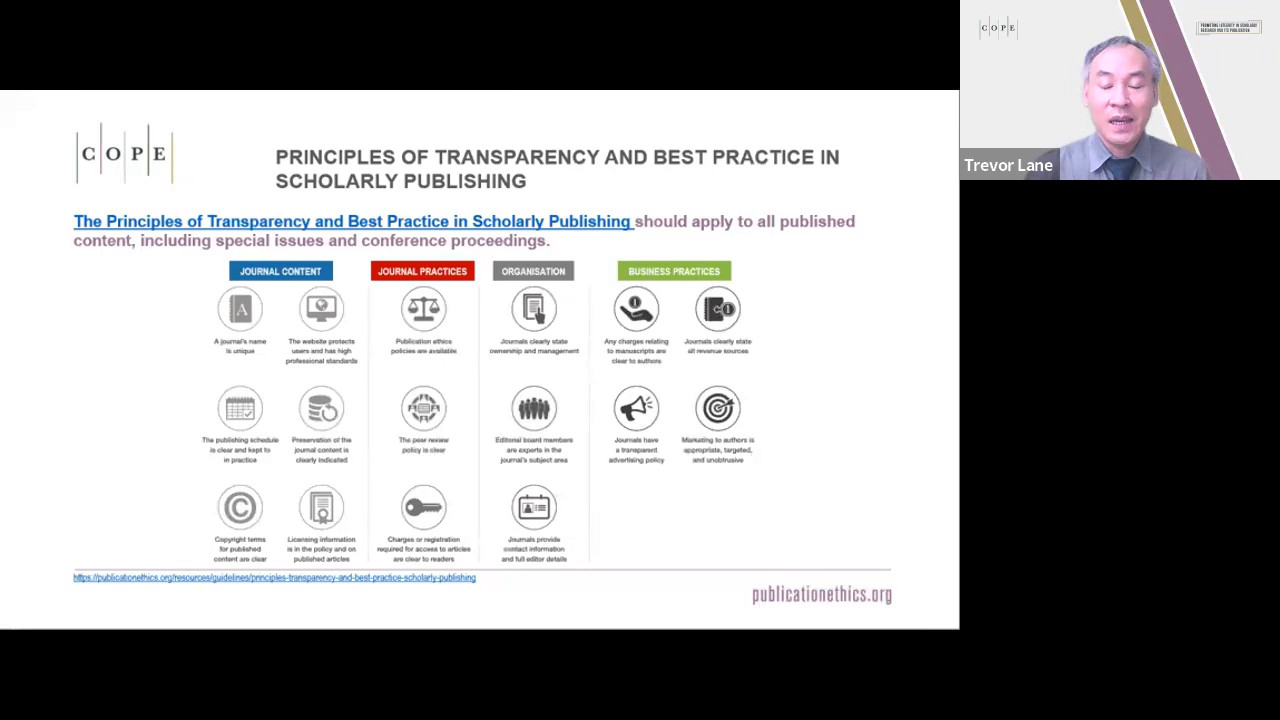 COPE
PRINCIPLES OF TRANSPARENCY AND BEST PRACTICE IN
SCHOLARLY PUBLISHING
The Principles of Transparency and Best Practice in Scholarly Publishing should apply to all published
content, including special issues and conference proceedings.
JOURNAL CONTENT
A journal's name
is unique
The website protects
users and has high
professional standards
The publishing schedule
is clear and kept to
in practice
Preservation of the
journal content is
clearly indicated
Copyright terms
for published
content are clear
Licensing information
is in the policy and on
published articles
JOURNAL PRACTICES
Publication ethics
policies are available
The peer review
policy is clear
Charges or registration
required for access to articles
are clear to readers
ORGANISATION
Journals clearly state
ownership and management
Editorial board members
are experts in the
journal's subject area
Journals provide
contact information
and full editor details
BUSINESS PRACTICES
Any charges relating
to manuscripts are
clear to authors
Journals clearly state
all revenue sources
Journals have
a transparent
advertising policy
Marketing to authors is
appropriate, targeted,
and unobtrusive
https://publicationethics.org/resources/guidelines/principles-transparency-and-best-practice-scholarly-publishing
publicationethics.org
COPE
PROMOTING INTEGRITY IN SCHOLARLY
RESEARCH AND ITS PUBLICATION
Trevor Lane